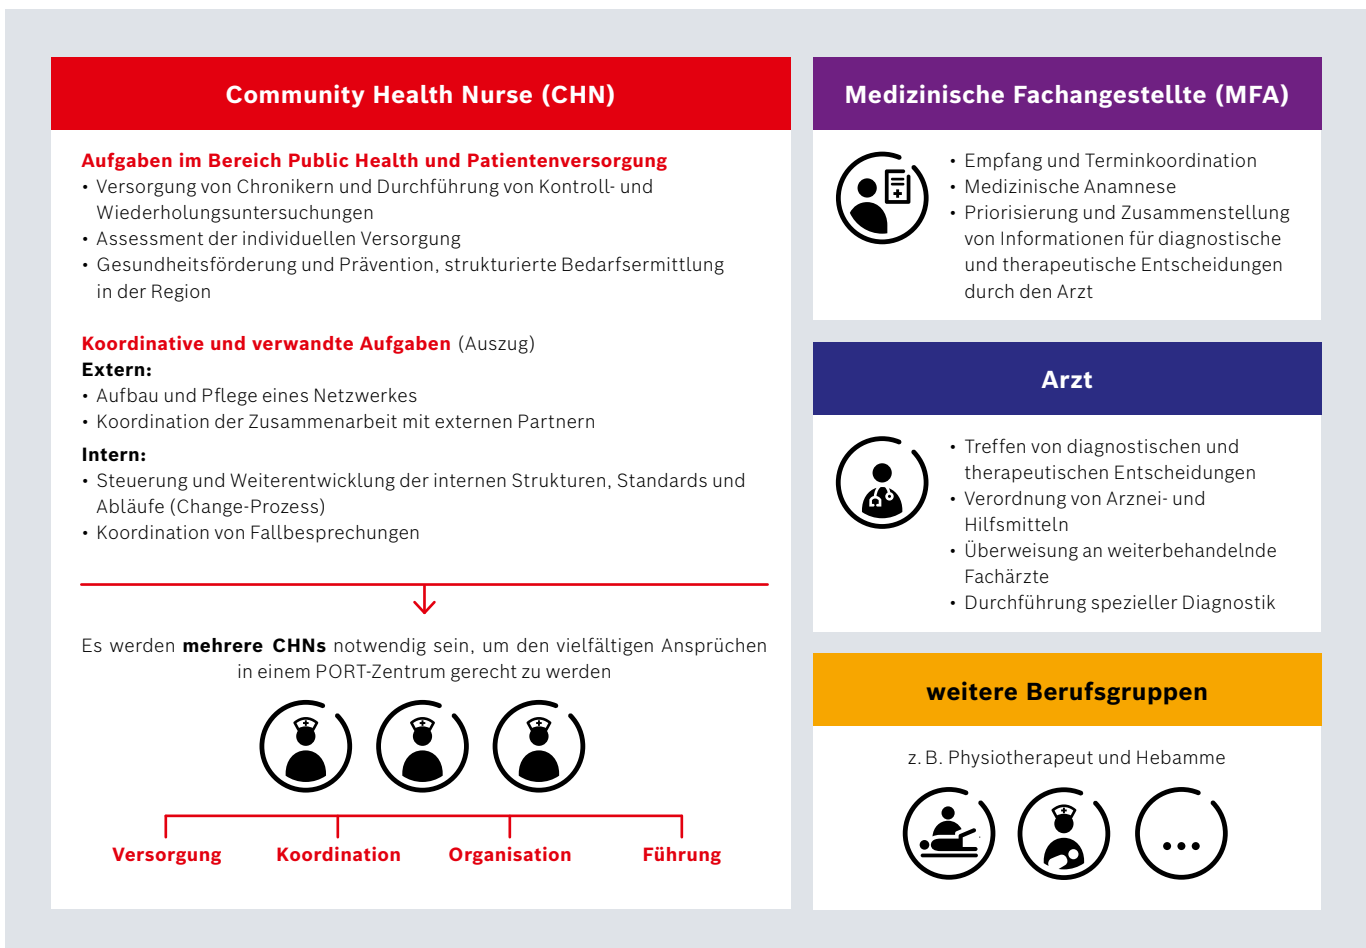 Community Health Nurse (CHN)
Aufgaben im Bereich Public Health und Patientenversorgung
• Versorgung von Chronikern und Durchführung von Kontroll- und
Wiederholungsuntersuchungen
• Assessment der individuellen Versorgung
• Gesundheitsförderung und Prävention, strukturierte Bedarfsermittlung
in der Region
Koordinative und verwandte Aufgaben (Auszug)
Extern:
• Aufbau und Pflege eines Netzwerkes
• Koordination der Zusammenarbeit mit externen Partnern
Intern:
• Steuerung und Weiterentwicklung der internen Strukturen, Standards und
Abläufe (Change-Prozess)
• Koordination von Fallbesprechungen
Es werden mehrere CHNs notwendig sein, um den vielfältigen Ansprüchen
in einem PORT-Zentrum gerecht zu werden
Versorgung Koordination Organisation Führung
Medizinische Fachangestellte (MFA)
• Empfang und Terminkoordination
• Medizinische Anamnese
• Priorisierung und Zusammenstellung
von Informationen für diagnostische
und therapeutische Entscheidungen
durch den Arzt
Arzt
• Treffen von diagnostischen und
therapeutischen Entscheidungen
• Verordnung von Arznei- und
Hilfsmitteln
• Überweisung an weiterbehandelnde
Fachärzte
• Durchführung spezieller Diagnostik
weitere Berufsgruppen
z. B. Physiotherapeut und Hebamme